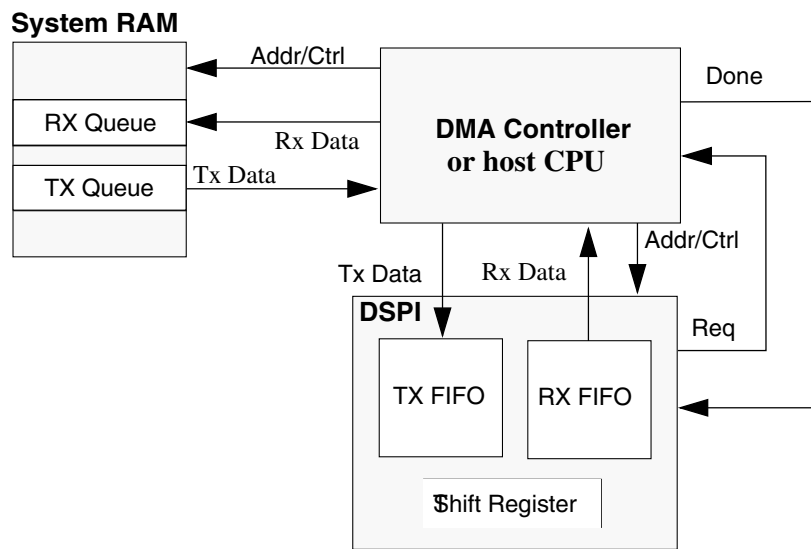 System RAM
Addr/Ctrl
Done
RX Queue
Rx Data
DMA Controller
or host CPU
TX Queue
Tx Data
Addr/Ctrl
Tx Data
Rx Data
DSPI
Req
TX FIFO
RX FIFO
Shift Register